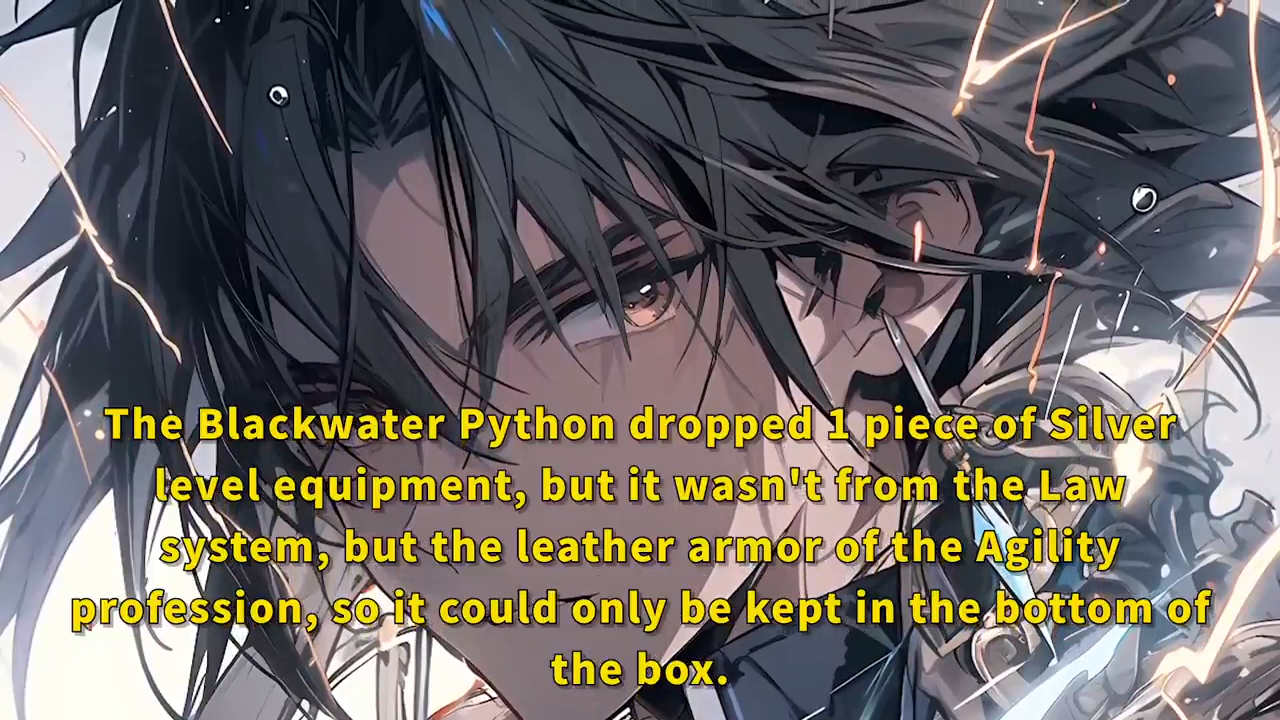 The Blackwater Python dropped 1 piece of Silver
level equipment, but it wasn't from the Law
system, but the leather armor of the Agility
profession, so it could only be kept in the bottom of
the box.